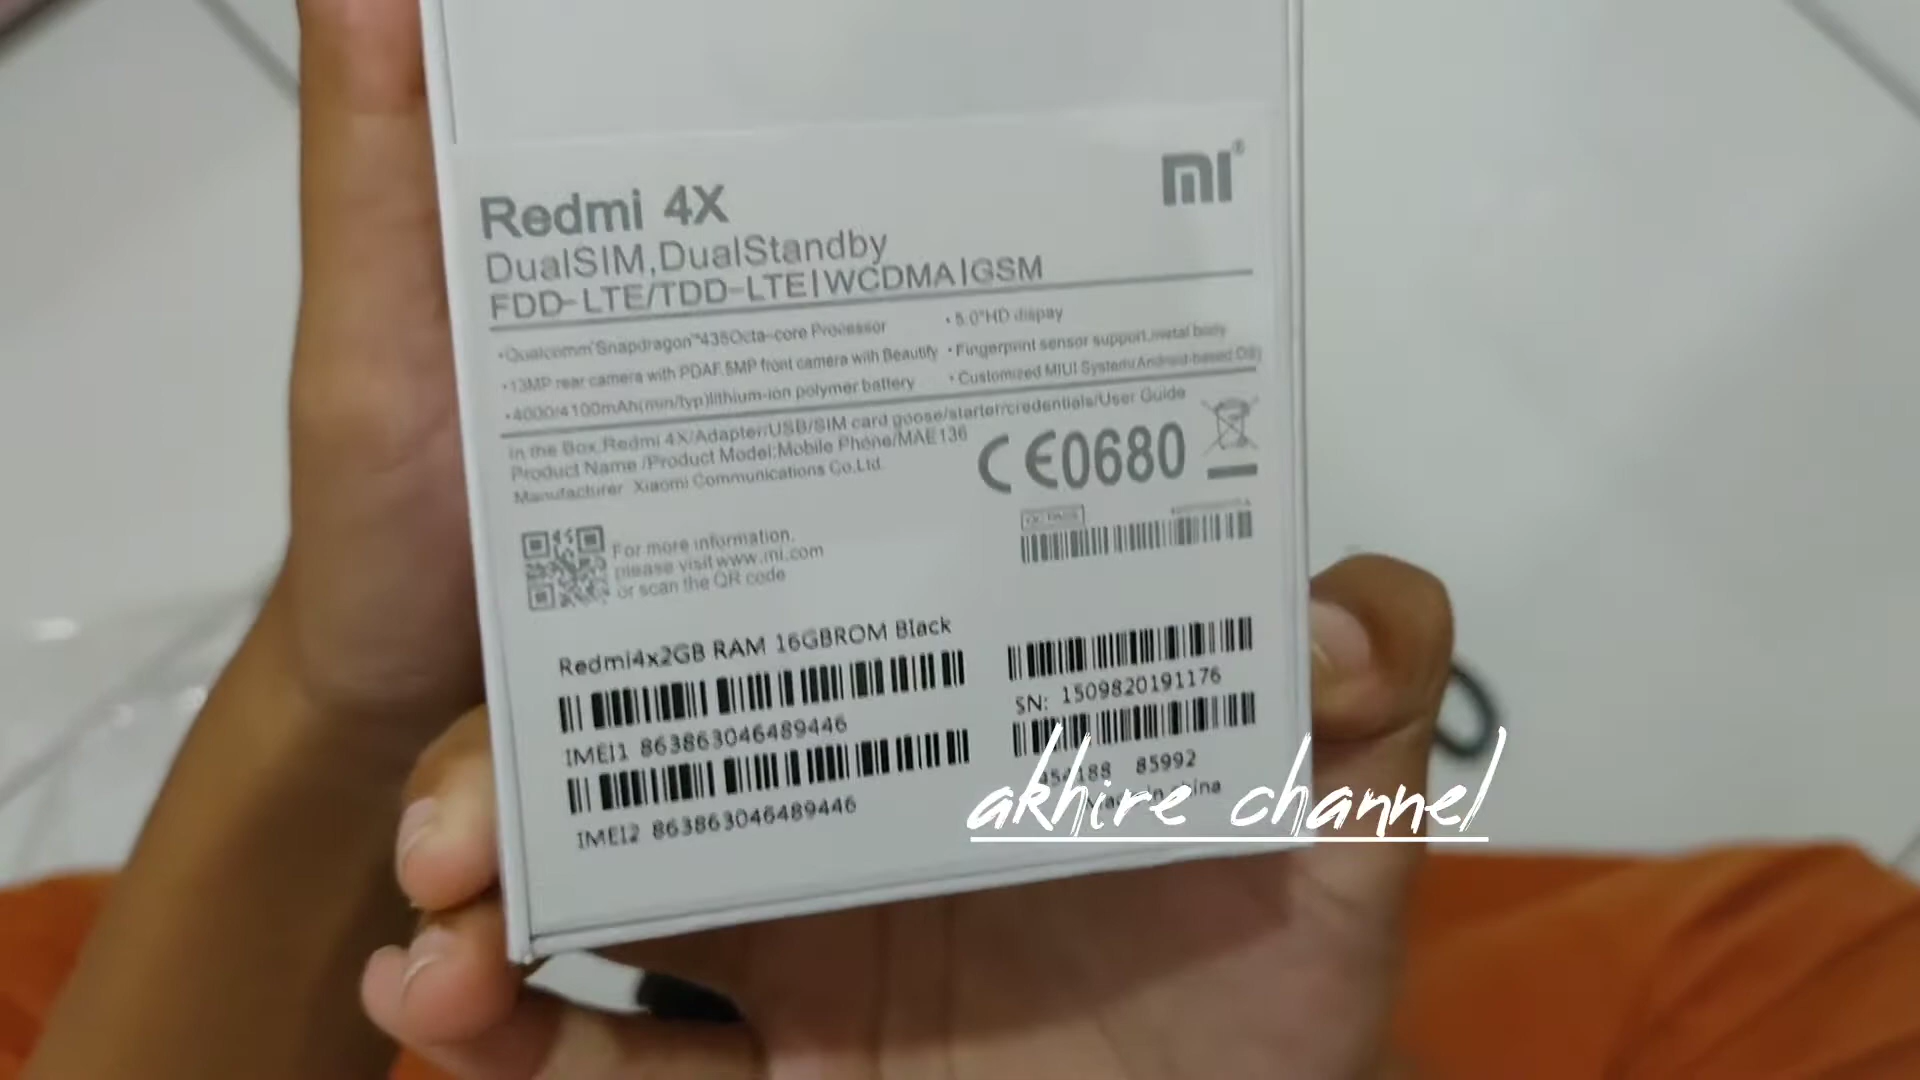 mi
Redmi 4X
DualSIM,DualStandby
FDD-LTE/TDD-LTE|WCDMA|GSM
•Qualcomm Snapdragon™435Octa-core Processor
•13MP rear camera with PDAF.5MP front camera with Beautify
•4000/4100mAh(min/typ)lithium-ion polymer battery
•5.0"HD dispay
•Fingerprint sensor support,metal body
•Customized MIUI System(Android-based OS)
In the Box:Redmi 4X/Adapter/USB/SIM card goose/starter/credentials/User Guide
Product Name /Product Model:Mobile Phone/MAE136
Manufacturer Xiaomi Communications Co.Ltd.
CE0680
For more information,
please visit www.mi.com
or scan the QR code
Redmi4x2GB RAM 16GBROM Black
IMEI1 863863046489446
IMEI2 863863046489446
SN: 1509820191176
85992
akhire channel